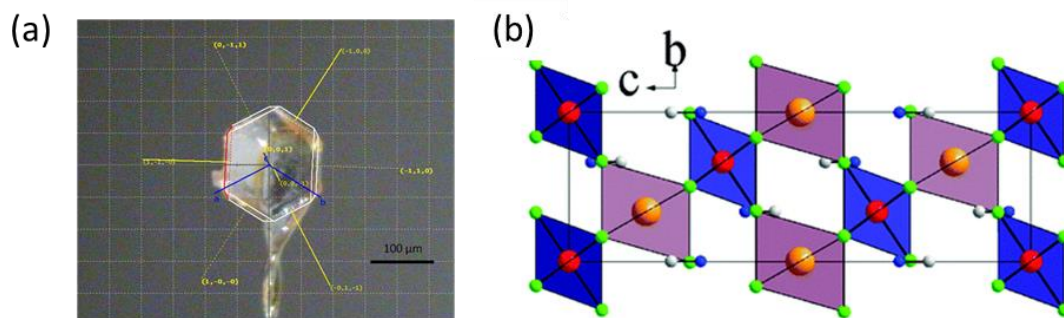 (a)
(0,-1,1)
(-1,0,0)
(0,0,1)
(-1,1,0)
a
b
(1,-0,-0)
(-0,1,-1)
100 µm
(b)
b
c